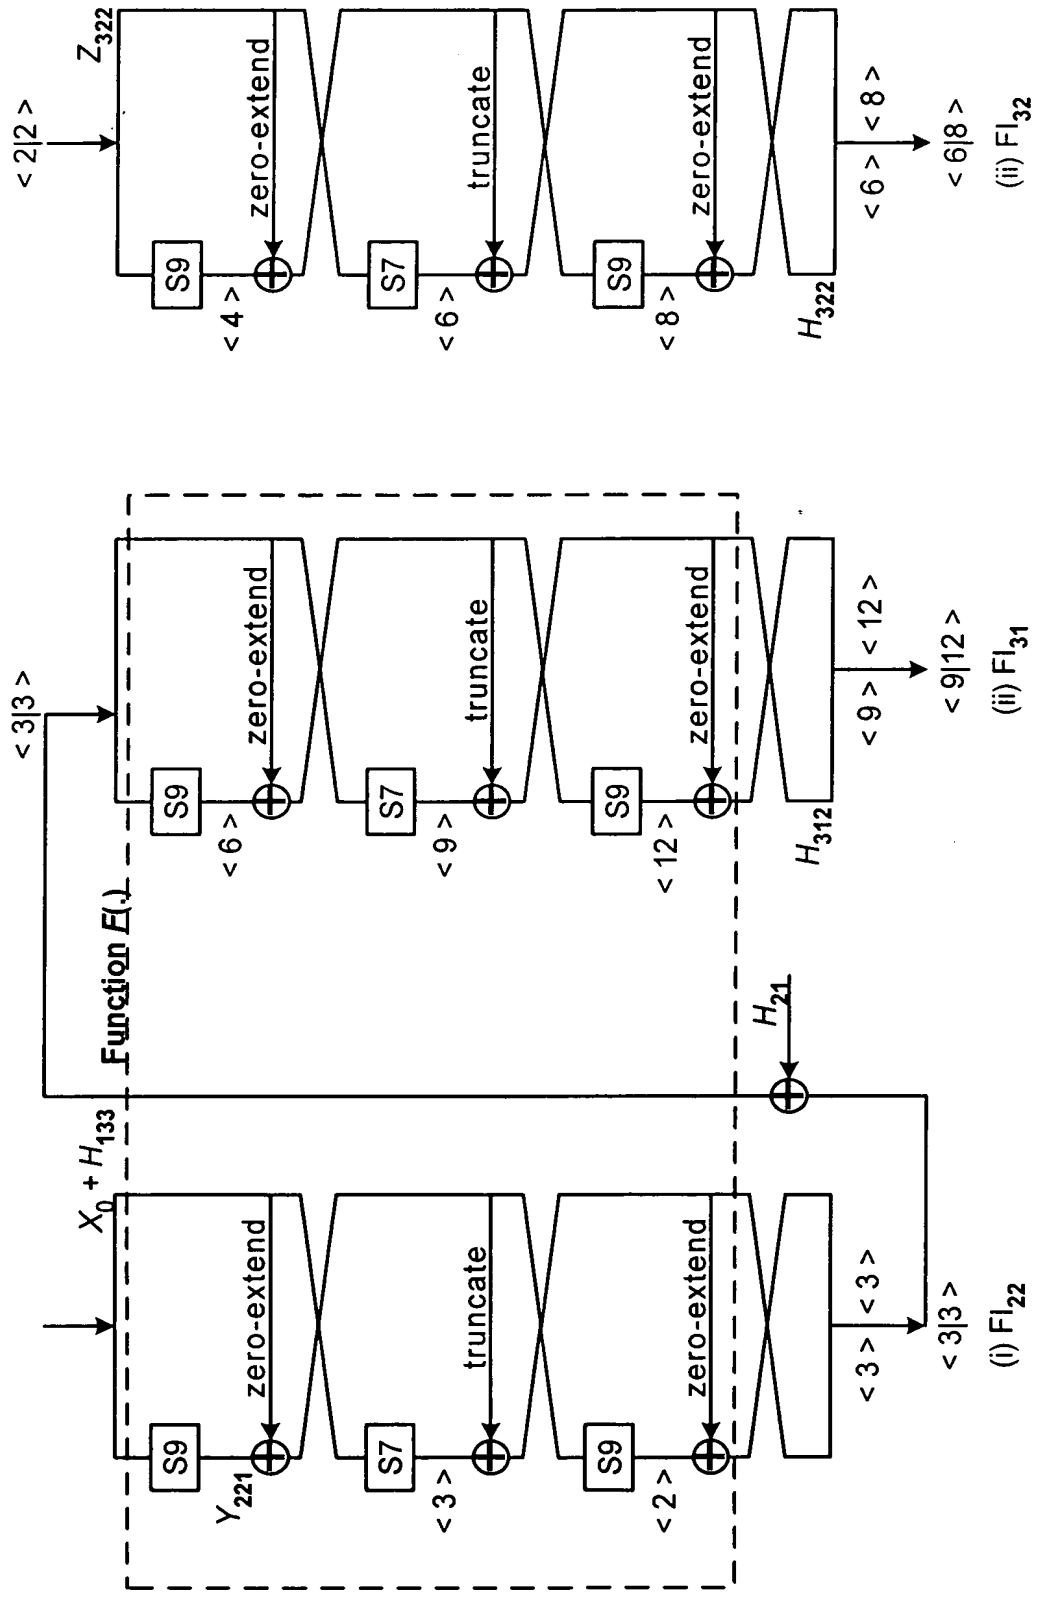 X₀ + H₁₃₃
Function F(.)
S9
Y₂₂₁
zero-extend
S7
< 3 >
truncate
S9
< 2 >
zero-extend
H₂₁
< 3 > < 3 >
< 3|3 >
(i) FI₂₂
< 3|3 >
S9
< 6 >
zero-extend
S7
< 9 >
truncate
S9
< 12 >
zero-extend
H₃₁₂
< 9 > < 12 >
< 9|12 >
(ii) FI₃₁
< 2|2 >
Z₃₂₂
S9
< 4 >
zero-extend
S7
< 6 >
truncate
S9
< 8 >
zero-extend
H₃₂₂
< 6 > < 8 >
< 6|8 >
(ii) FI₃₂